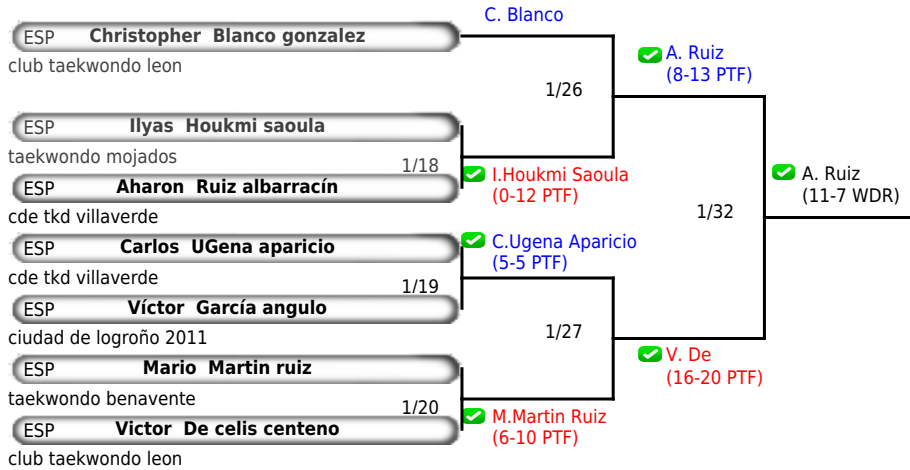 C. Blanco
ESP Christopher Blanco gonzalez
club taekwondo leon
A. Ruiz
(8-13 PTF)
1/26
ESP Ilyas Houkmi saoula
taekwondo mojados
1/18
I.Houkmi Saoula
(0-12 PTF)
ESP Aharon Ruiz albarracín
cde tkd villaverde
A. Ruiz
(11-7 WDR)
1/32
ESP Carlos UGena aparicio
cde tkd villaverde
C.Ugena Aparicio
(5-5 PTF)
1/19
ESP Víctor García angulo
ciudad de logroño 2011
1/27
V. De
(16-20 PTF)
ESP Mario Martin ruiz
taekwondo benavente
1/20
M.Martin Ruiz
(6-10 PTF)
ESP Victor De celis centeno
club taekwondo leon